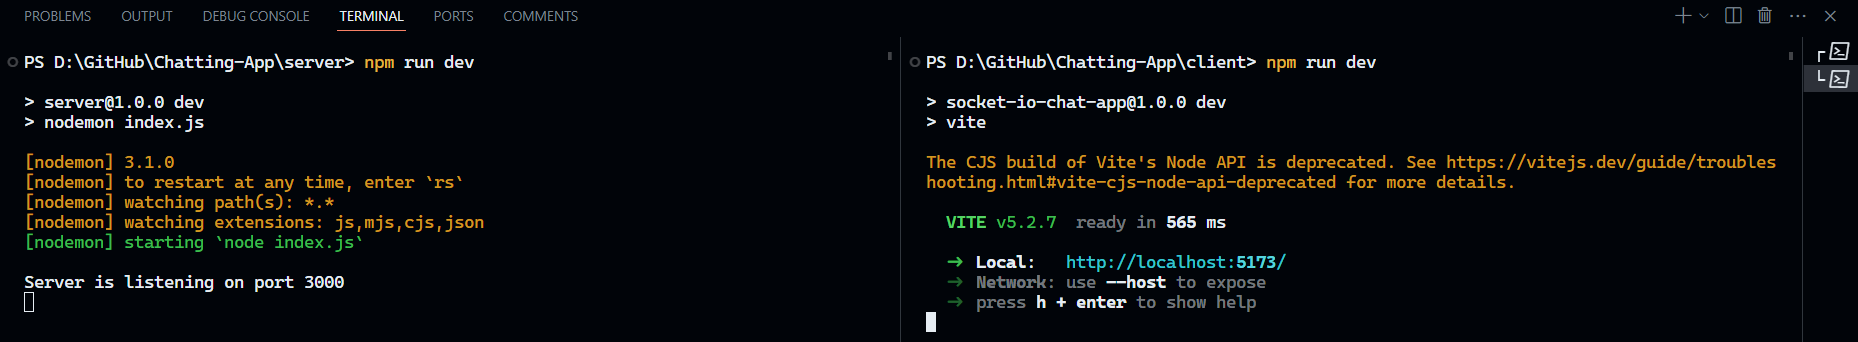 PROBLEMS OUTPUT DEBUG CONSOLE TERMINAL PORTS COMMENTS
PS D:\GitHub\Chatting-App\server> npm run dev
> server@1.0.0 dev
> nodemon index.js
[nodemon] 3.1.0
[nodemon] to restart at any time, enter `rs`
[nodemon] watching path(s): *.*
[nodemon] watching extensions: js,mjs,cjs,json
[nodemon] starting `node index.js`
Server is listening on port 3000
PS D:\GitHub\Chatting-App\client> npm run dev
> socket-io-chat-app@1.0.0 dev
> vite
The CJS build of Vite's Node API is deprecated. See https://vitejs.dev/guide/troubles
hooting.html#vite-cjs-node-api-deprecated for more details.
VITE v5.2.7 ready in 565 ms
➜ Local: http://localhost:5173/
➜ Network: use --host to expose
➜ press h + enter to show help